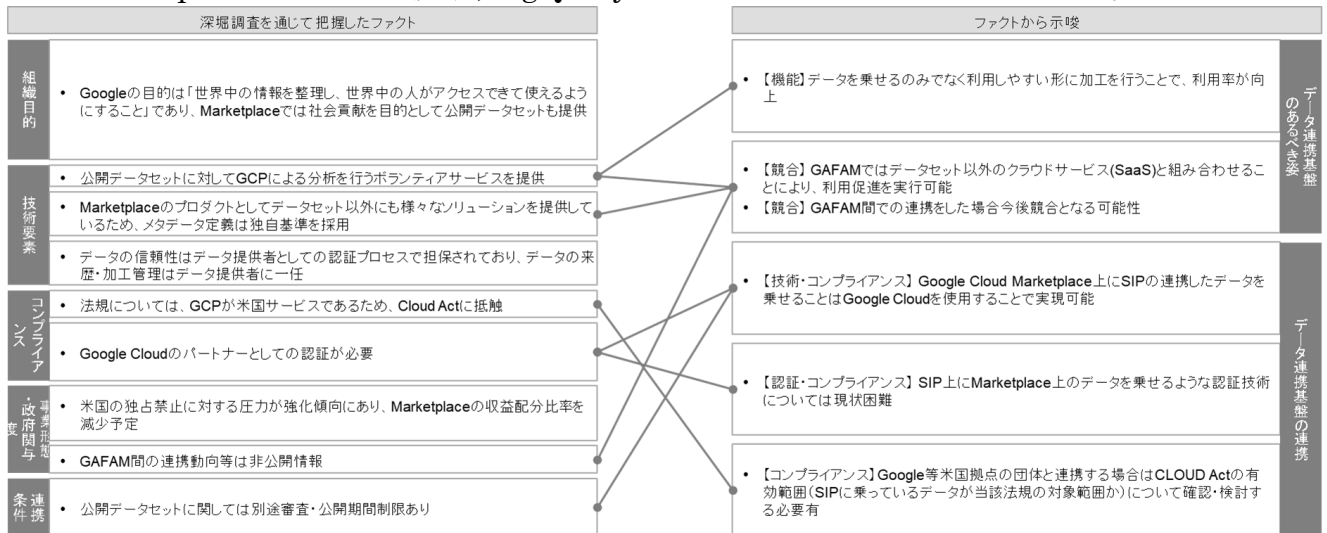 深堀調査を通じて把握したファクト
ファクトから示唆
組織目的
• Googleの目的は「世界中の情報を整理し、世界中の人がアクセスできて使えるよう
にすること」であり、Marketplaceでは社会貢献を目的として公開データセットも提供
技術要素
• 公開データセットに対してGCPによる分析を行うボランティアサービスを提供
• Marketplaceのプロダクトとしてデータセット以外にも様々なソリューションを提供して
いるため、メタデータ定義は独自基準を採用
• データの信頼性はデータ提供者としての認証プロセスで担保されており、データの来
歴・加工管理はデータ提供者に一任
コンプライア
ンス
• 法規については、GCPが米国サービスであるため、Cloud Actに抵触
• Google Cloudのパートナーとしての認証が必要
事業形態
・政府関与
度
• 米国の独占禁止に対する圧力が強化傾向にあり、Marketplaceの収益配分比率を
減少予定
• GAFAM間の連携動向等は非公開情報
連携
条件
• 公開データセットに関しては別途審査・公開期間制限あり
• 【機能】データを乗せるのみでなく利用しやすい形に加工を行うことで、利用率が向
上
• 【競合】 GAFAMではデータセット以外のクラウドサービス(SaaS)と組み合わせるこ
とにより、利用促進を実行可能
• 【競合】 GAFAM間での連携をした場合今後競合となる可能性
データ連携基盤
のあるべき姿
• 【技術・コンプライアンス】 Google Cloud Marketplace上にSIPの連携したデータを
乗せることはGoogle Cloudを使用することで実現可能
• 【認証・コンプライアンス】 SIP上にMarketplace上のデータを乗せるような認証技術
については現状困難
• 【コンプライアンス】Google等米国拠点の団体と連携する場合はCLOUD Actの有
効範囲(SIPに乗っているデータが当該法規の対象範囲か)について確認・検討す
る必要有
データ連携基盤の連携